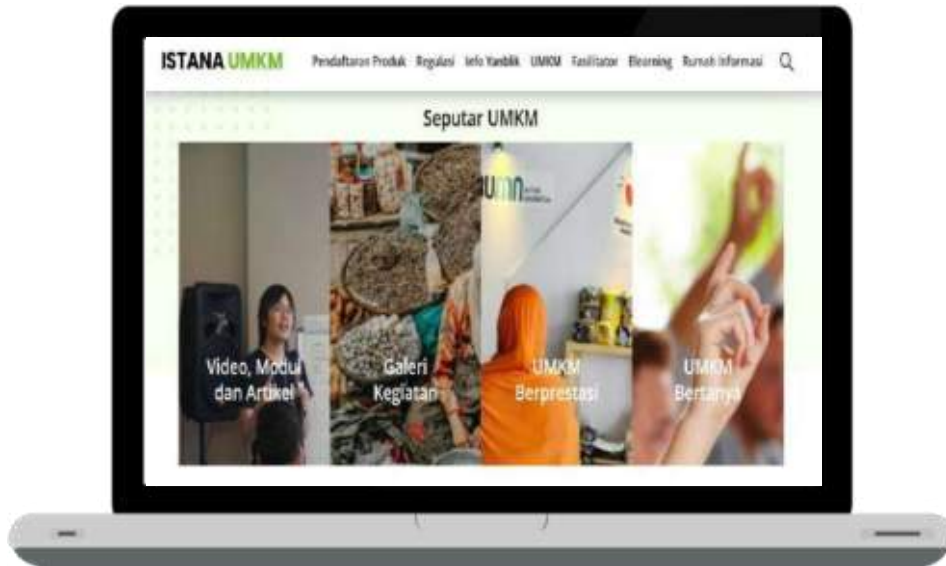 ISTANA UMKM
Pendaftaran Produk Regulasi Info Yanblik UMKM Fasilitator Elearning Rumah Informasi
Seputar UMKM
Video, Modul
dan Artikel
Galeri
Kegiatan
UMKM
Berprestasi
UMKM
Bertanya